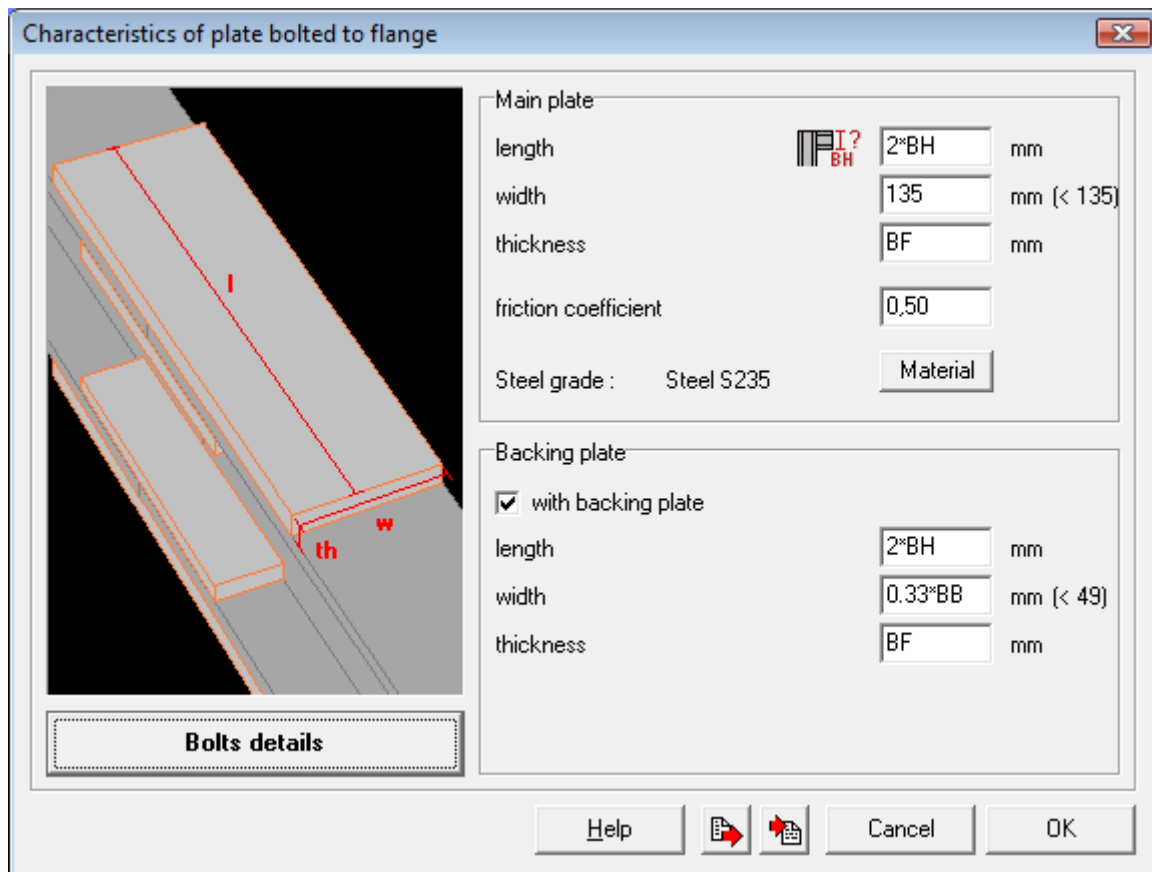 Characteristics of plate bolted to flange
l
w
th
Bolts details
Main plate
length I? BH 2*BH mm
width 135 mm (< 135)
thickness BF mm
friction coefficient 0,50
Steel grade : Steel S235 Material
Backing plate
with backing plate
length 2*BH mm
width 0.33*BB mm (< 49)
thickness BF mm
Help Cancel OK